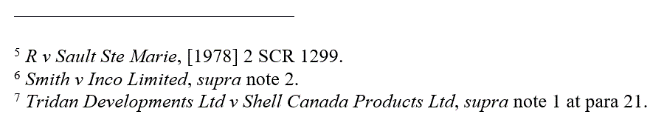 5 R v Sault Ste Marie, [1978] 2 SCR 1299.
6 Smith v Inco Limited, supra note 2.
7 Tridan Developments Ltd v Shell Canada Products Ltd, supra note 1 at para 21.